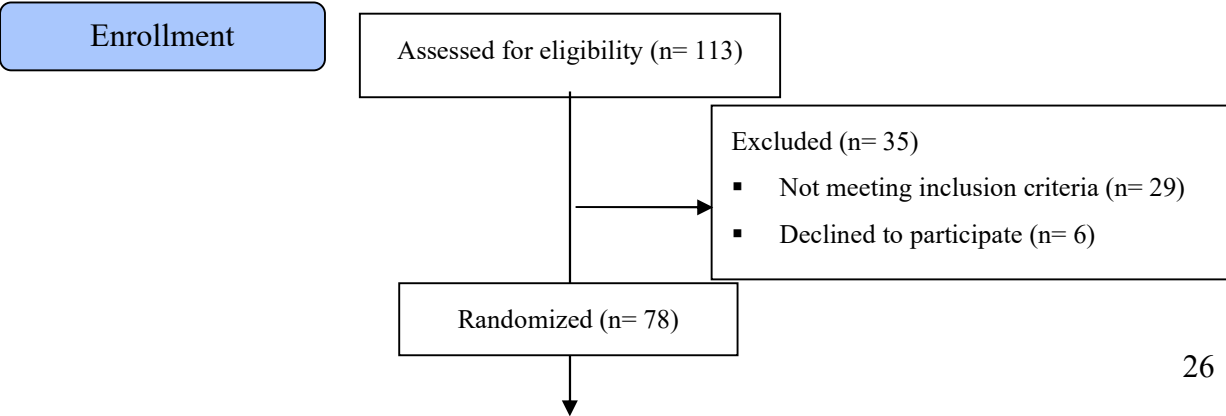 Enrollment
Assessed for eligibility (n= 113)
Excluded (n= 35)
▪ Not meeting inclusion criteria (n= 29)
▪ Declined to participate (n= 6)
Randomized (n= 78)
26